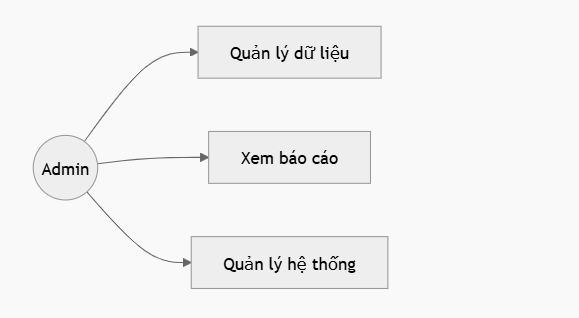 Quản lý dữ liệu
Xem báo cáo
Admin
Quản lý hệ thống